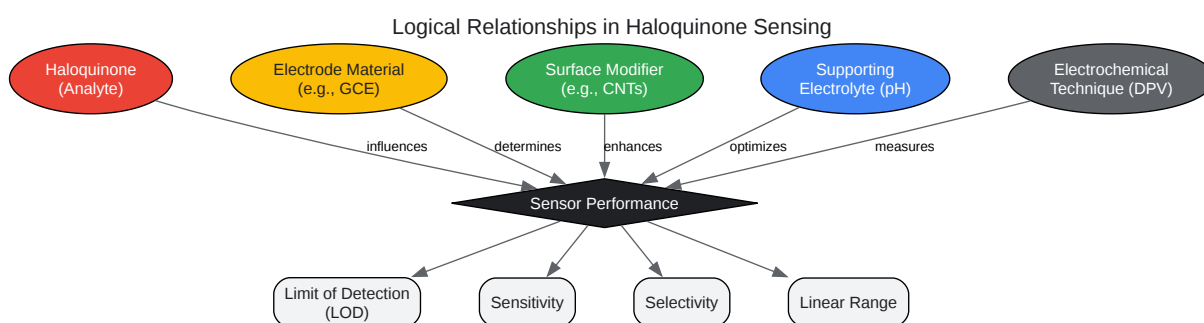 Logical Relationships in Haloquinone Sensing
Haloquinone
(Analyte)
Electrode Material
(e.g., GCE)
Surface Modifier
(e.g., CNTs)
Supporting
Electrolyte (pH)
Electrochemical
Technique (DPV)
influences
determines
enhances
optimizes
measures
Sensor Performance
Limit of Detection
(LOD)
Sensitivity
Selectivity
Linear Range